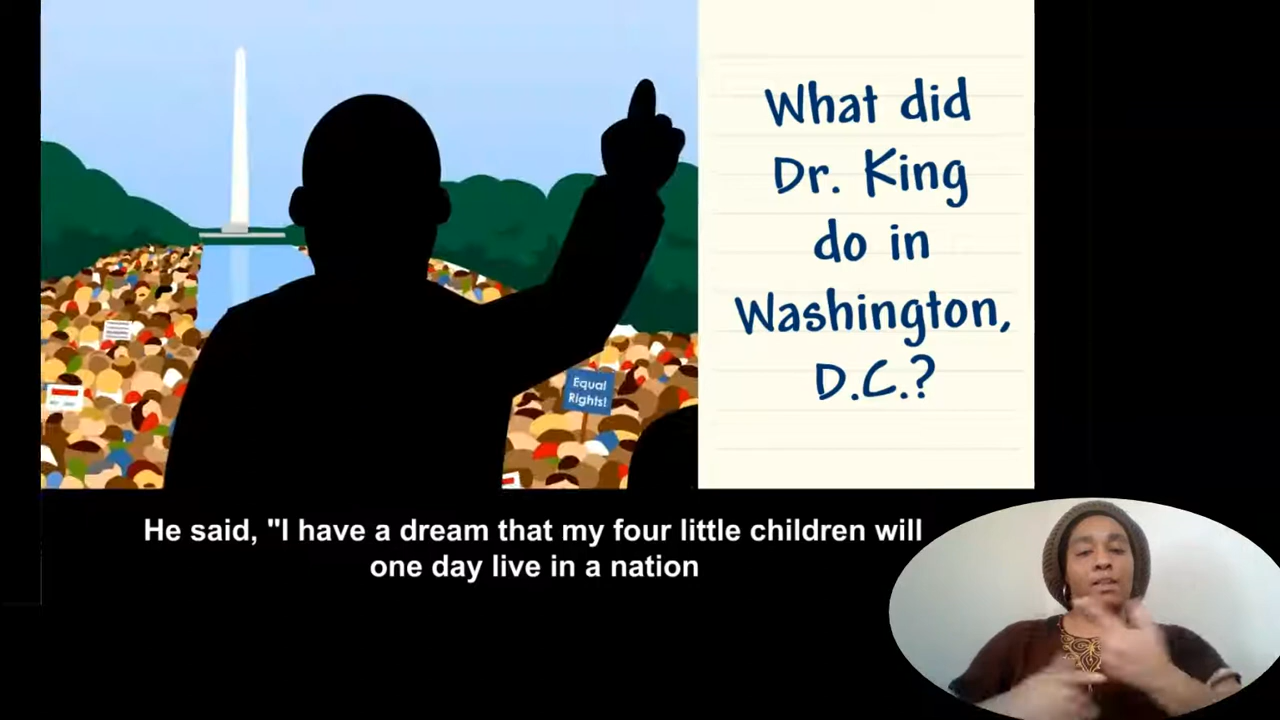 What did
Dr. King
do in
Washington,
D.C.?
Equal
Rights!
He said, "I have a dream that my four little children will
one day live in a nation